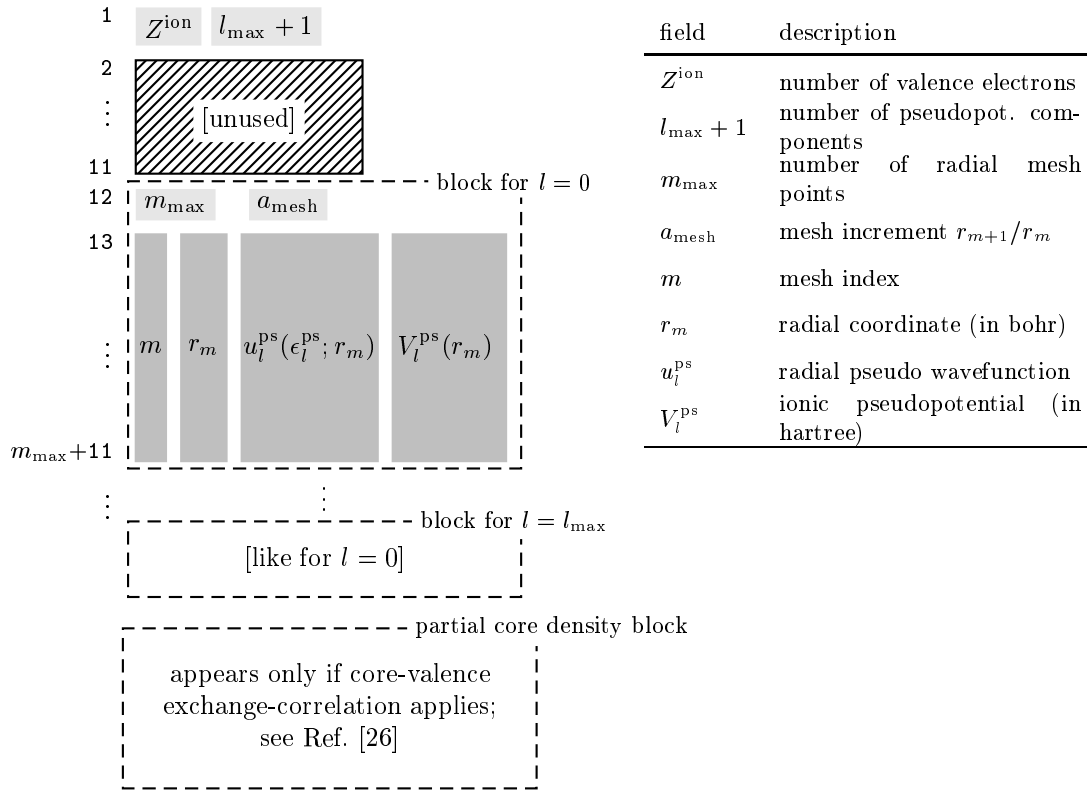 1 Z^ion l_max + 1
2
⋮
[unused]
11
block for l = 0
12 m_max a_mesh
13
⋮ m r_m u_l^ps(ϵ_l^ps; r_m) V_l^ps(r_m)
m_max+11
⋮ ⋮
block for l = l_max
[like for l = 0]
partial core density block
appears only if core-valence
exchange-correlation applies;
see Ref. [26]
field description
Z^ion number of valence electrons
l_max + 1 number of pseudopot. com-
ponents
m_max number of radial mesh
points
a_mesh mesh increment r_{m+1}/r_m
m mesh index
r_m radial coordinate (in bohr)
u_l^ps radial pseudo wavefunction
V_l^ps ionic pseudopotential (in
hartree)